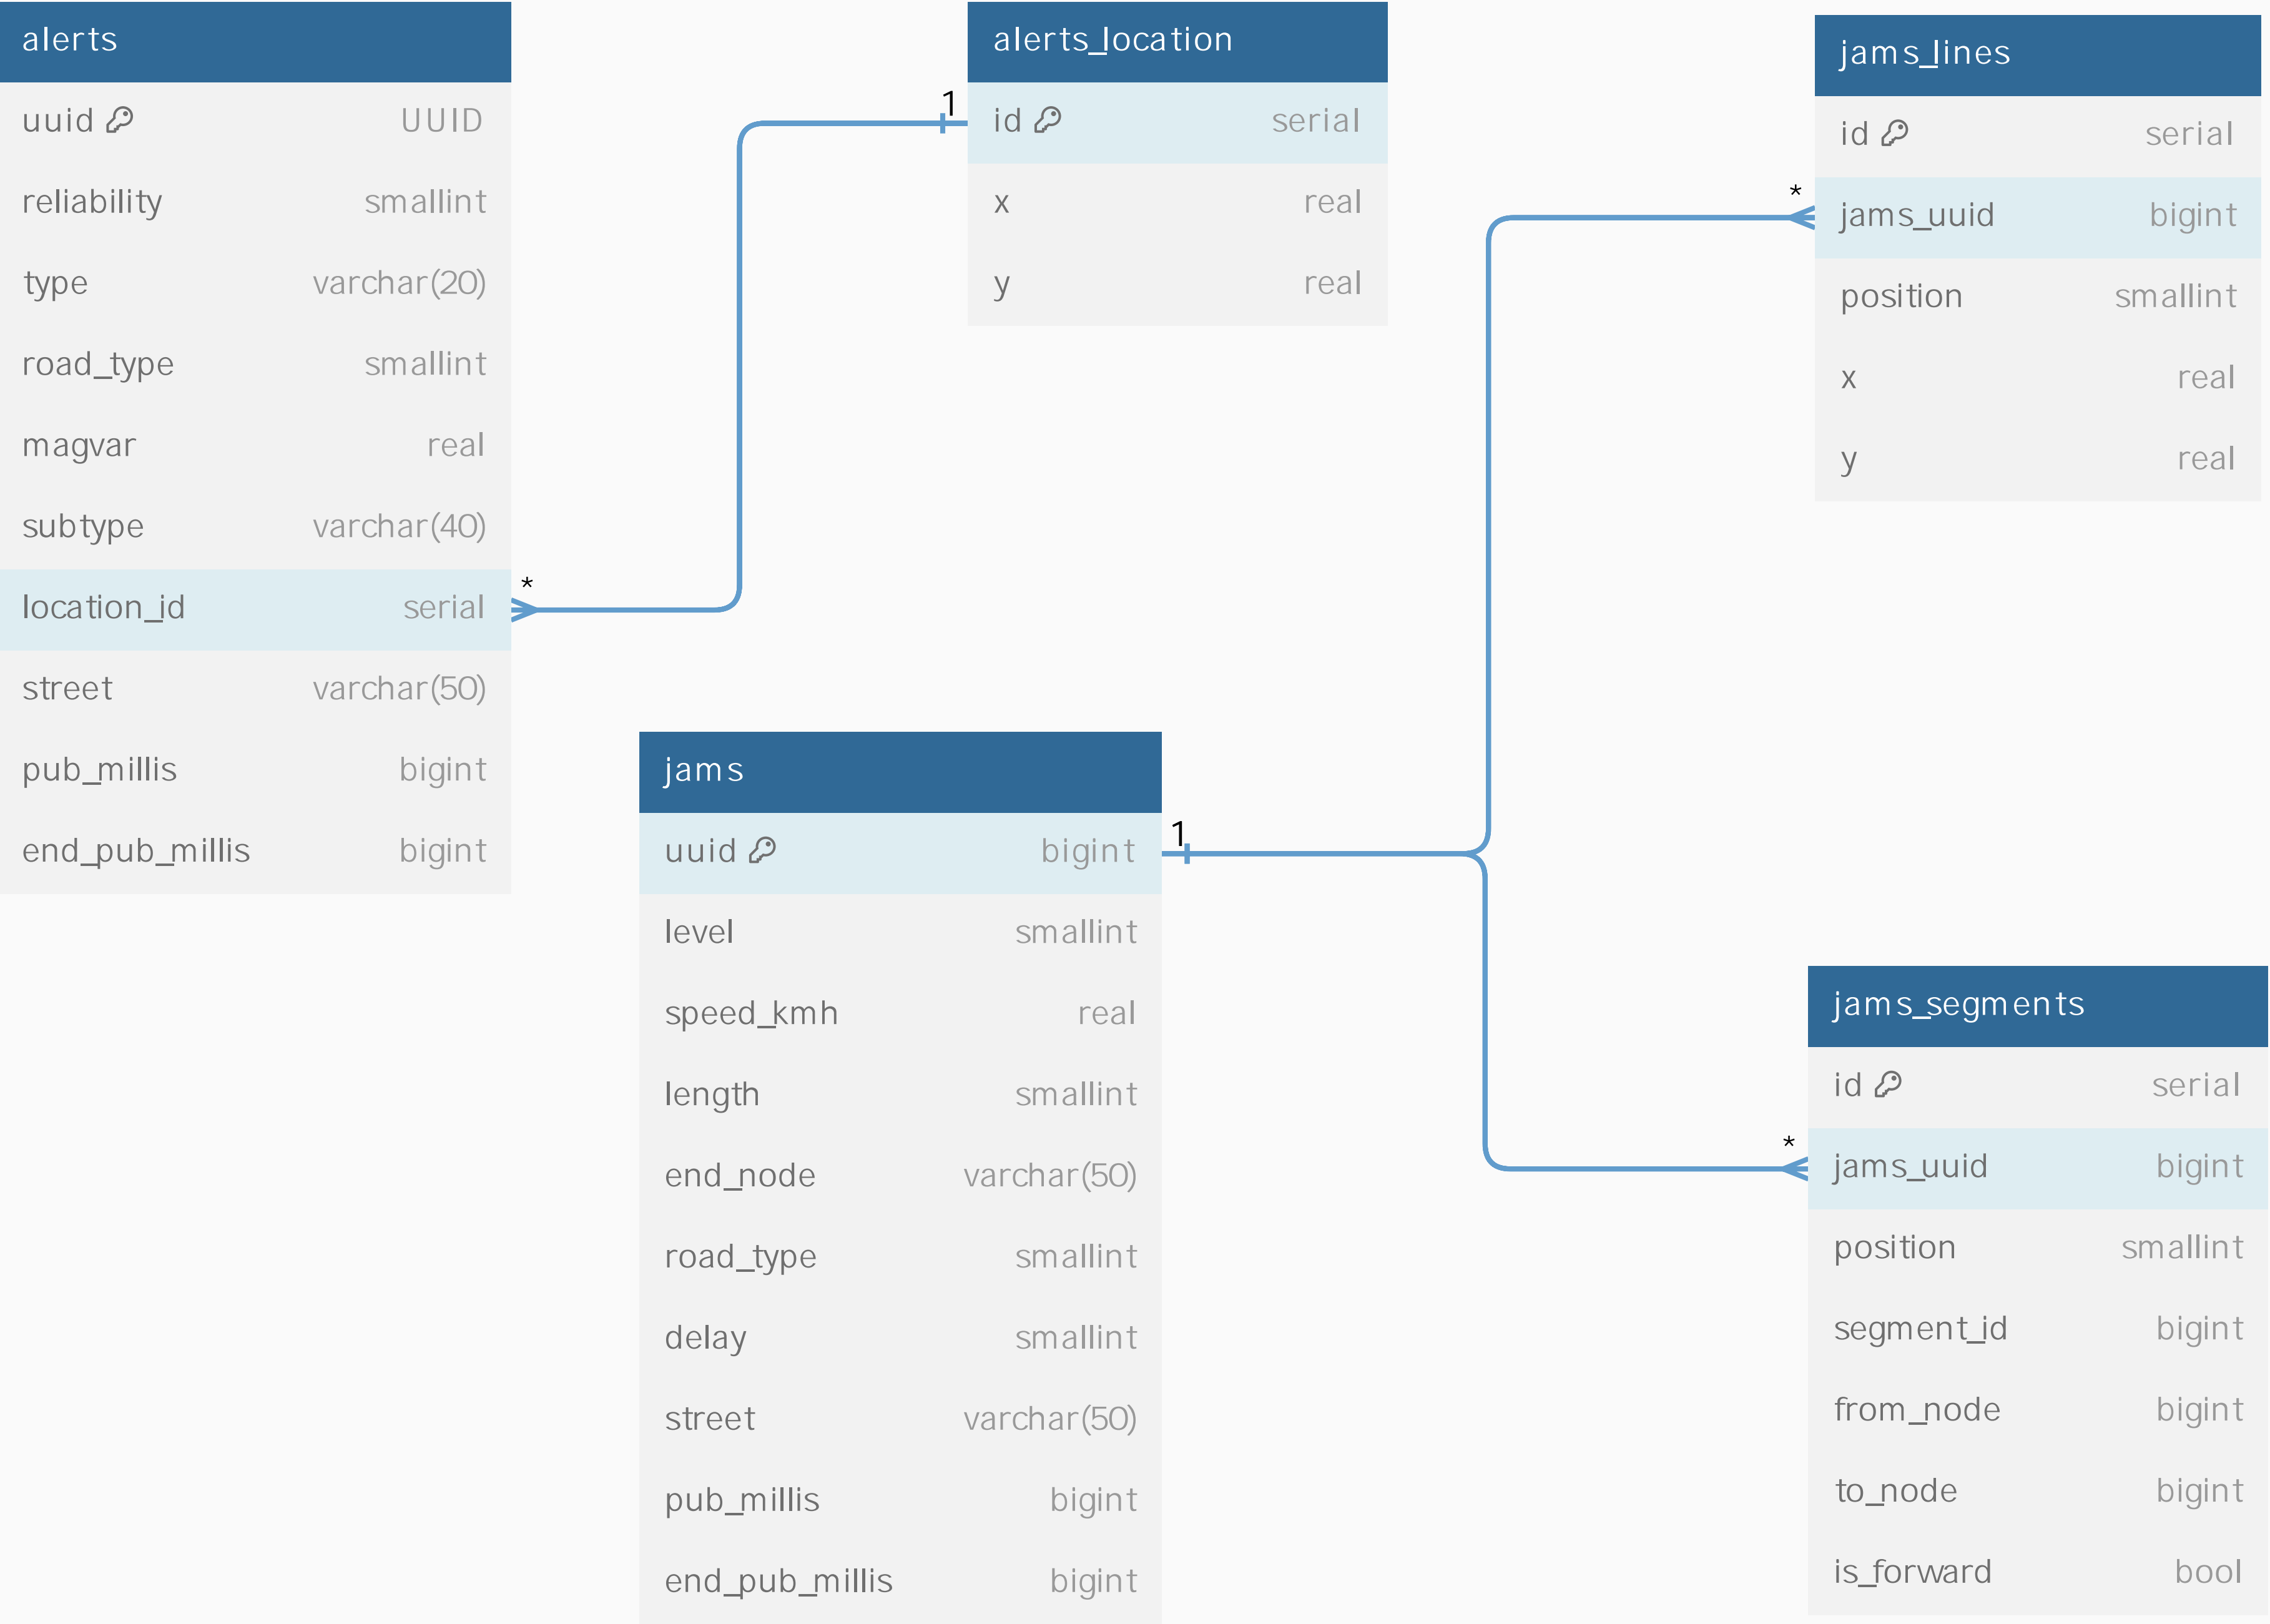 alerts
uuid UUID
reliability smallint
type varchar(20)
road_type smallint
magvar real
subtype varchar(40)
location_id serial
street varchar(50)
pub_millis bigint
end_pub_millis bigint
*
1
alerts_location
id serial
x real
y real
jams
uuid bigint
level smallint
speed_kmh real
length smallint
end_node varchar(50)
road_type smallint
delay smallint
street varchar(50)
pub_millis bigint
end_pub_millis bigint
1
*
jams_lines
id serial
jams_uuid bigint
position smallint
x real
y real
*
jams_segments
id serial
jams_uuid bigint
position smallint
segment_id bigint
from_node bigint
to_node bigint
is_forward bool